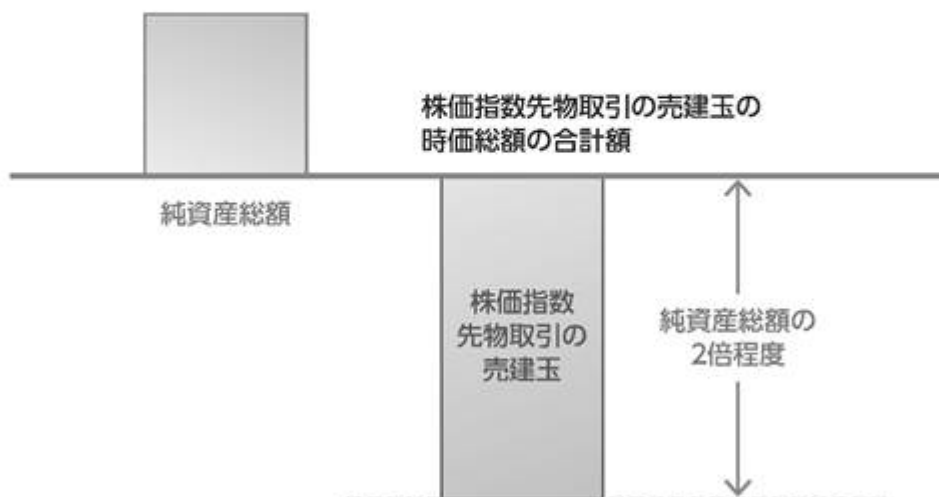 株価指数先物取引の売建玉の
時価総額の合計額
純資産総額
株価指数
先物取引の
売建玉
純資産総額の
2倍程度